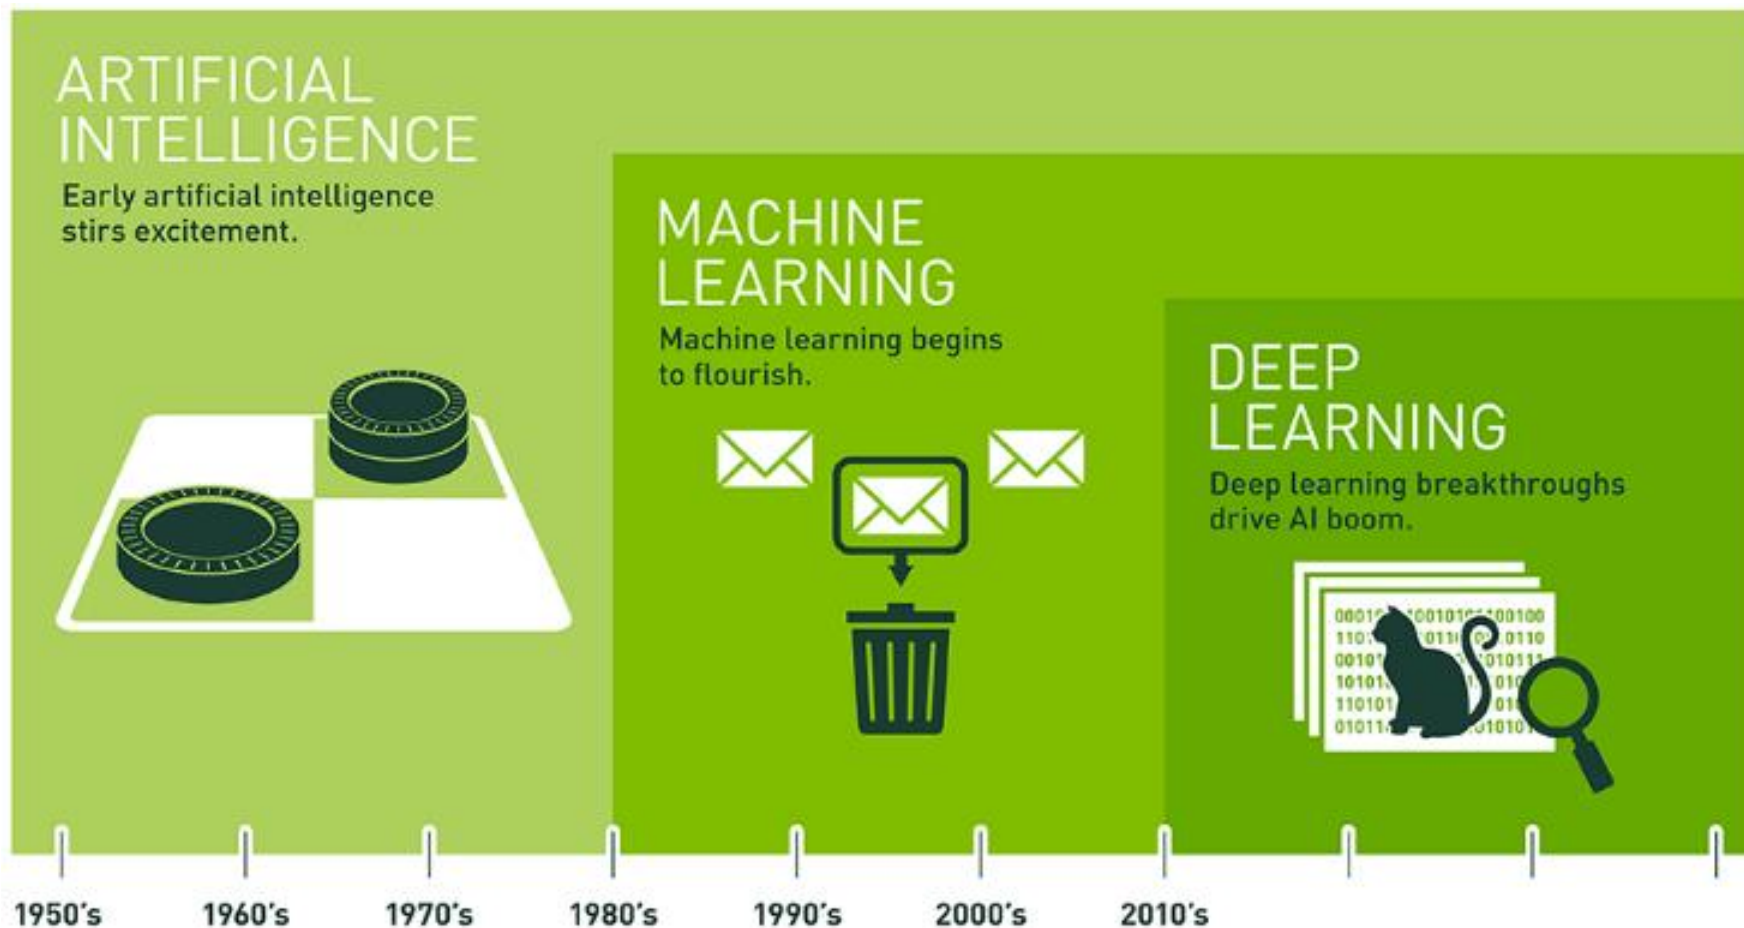 ARTIFICIAL
INTELLIGENCE
Early artificial intelligence
stirs excitement.
MACHINE
LEARNING
Machine learning begins
to flourish.
DEEP
LEARNING
Deep learning breakthroughs
drive AI boom.
1950's 1960's 1970's 1980's 1990's 2000's 2010's